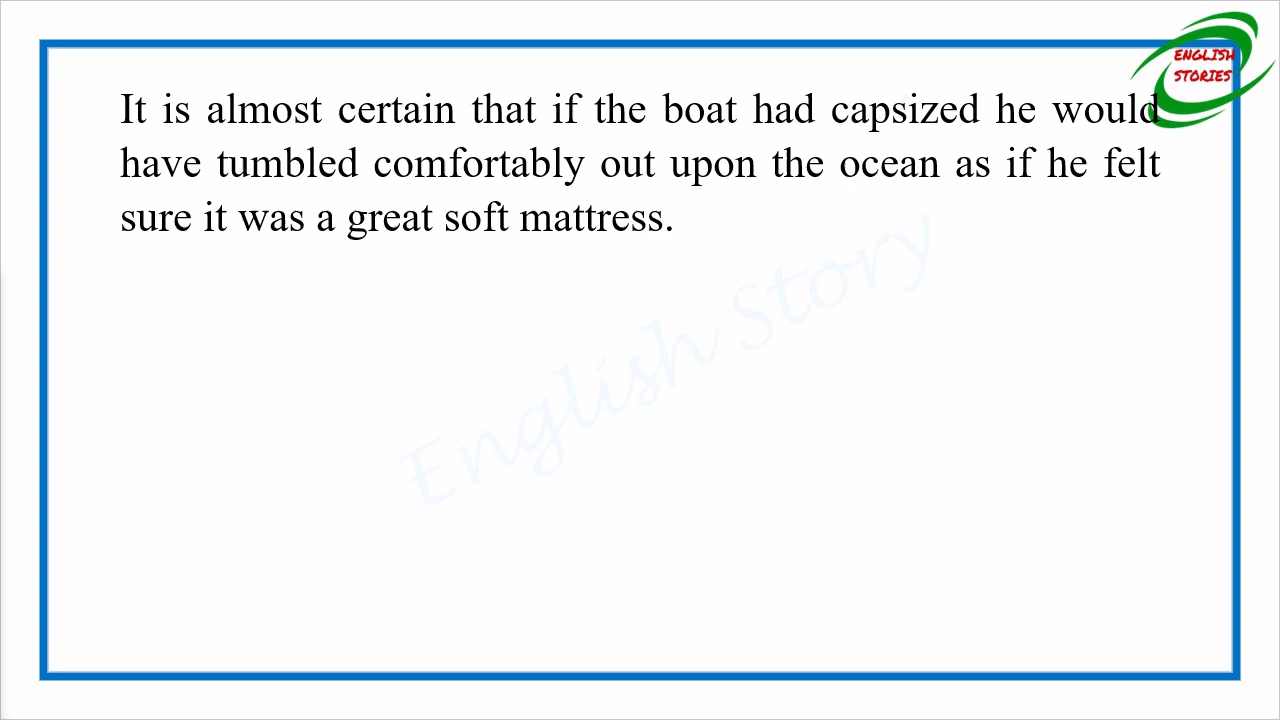 ENGLISH
STORIES
It is almost certain that if the boat had capsized he would
have tumbled comfortably out upon the ocean as if he felt
sure it was a great soft mattress.
English Story